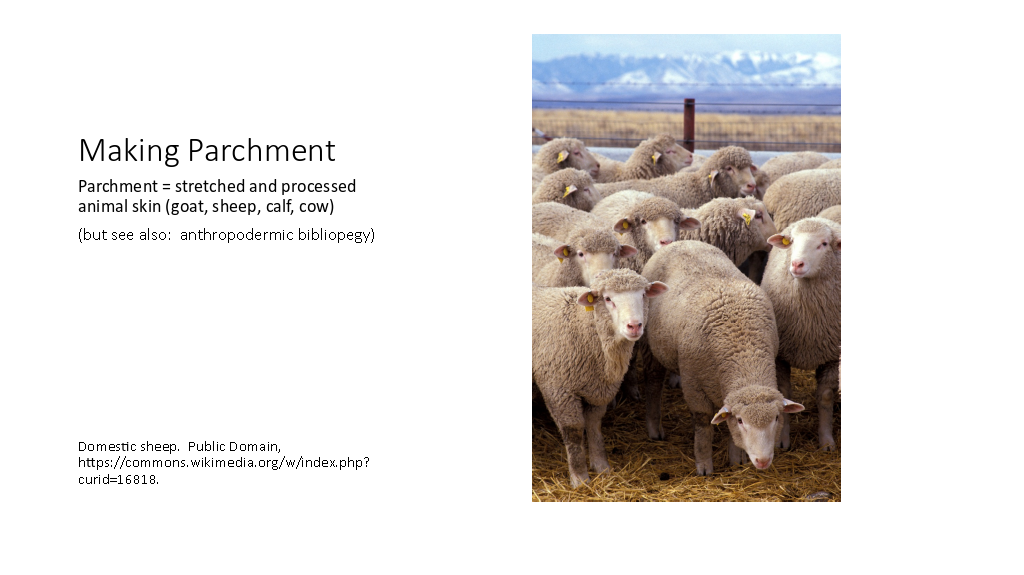 Making Parchment
Parchment = stretched and processed
animal skin (goat, sheep, calf, cow)
(but see also:  anthropodermic bibliopegy)
Domestic sheep.  Public Domain,
https://commons.wikimedia.org/w/index.php?
curid=16818.